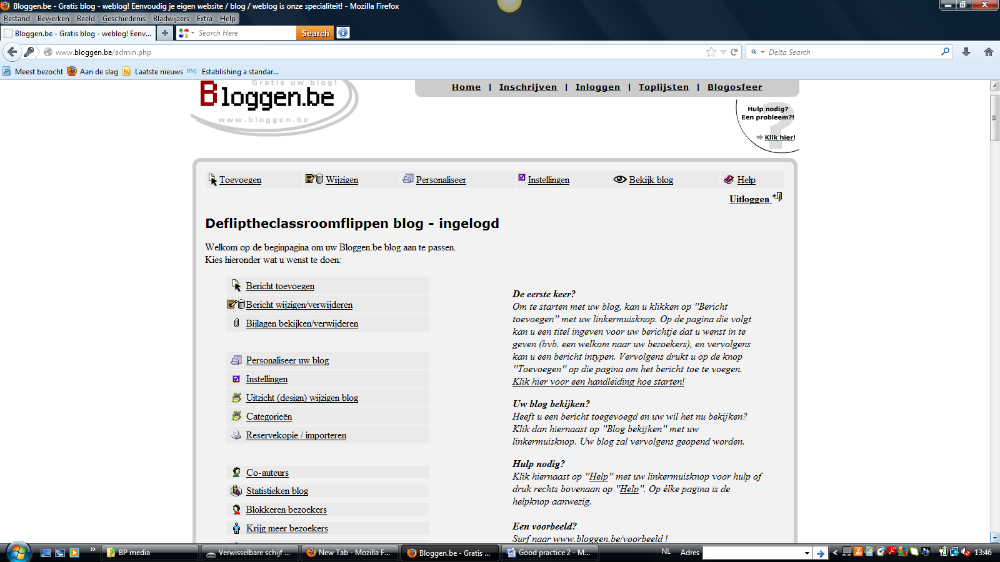 Bloggen.be - Gratis blog - weblog! Eenvoudig je eigen website / blog / weblog is onze specialiteit! - Mozilla Firefox
Bestand Bewerken Beeld Geschiedenis Bladwijzers Extra Help
Bloggen.be - Gratis blog - weblog! Eenv... + Search Here Search
www.bloggen.be/admin.php Delta Search
Meest bezocht Aan de slag Laatste nieuws BMJ Establishing a standar...
Gratis uw blog!
Bloggen.be
www.bloggen.be
Home | Inschrijven | Inloggen | Toplijsten | Blogosfeer
Hulp nodig?
Een probleem?!
Klik hier!
Toevoegen Wijzigen Personaliseer Instellingen Bekijk blog Help
Uitloggen
Defliptheclassroomflippen blog - ingelogd
Welkom op de beginpagina om uw Bloggen.be blog aan te passen.
Kies hieronder wat u wenst te doen:
Bericht toevoegen
Bericht wijzigen/verwijderen
Bijlagen bekijken/verwijderen
Personaliseer uw blog
Instellingen
Uitzicht (design) wijzigen blog
Categorieën
Reservekopie / importeren
Co-auteurs
Statistieken blog
Blokkeren bezoekers
Krijg meer bezoekers
De eerste keer?
Om te starten met uw blog, kan u klikken op "Bericht
toevoegen" met uw linkermuisknop. Op de pagina die volgt
kan u een titel ingeven voor uw berichtje dat u wenst in te
geven (bvb. een welkom naar uw bezoekers), en vervolgens
kan u een bericht intypen. Vervolgens drukt u op de knop
"Toevoegen" op die pagina om het bericht toe te voegen.
Klik hier voor een handleiding hoe starten!
Uw blog bekijken?
Heeft u een bericht toegevoegd en uw wil het nu bekijken?
Klik dan hiernaast op "Blog bekijken" met uw
linkermuisknop. Uw blog zal vervolgens geopend worden.
Hulp nodig?
Klik hiernaast op "Help" met uw linkermuisknop voor hulp of
druk rechts bovenaan op "Help". Op élke pagina is de
helpknop aanwezig.
Een voorbeeld?
Surf naar www.bloggen.be/voorbeeld !
» BP media Verwisselbare schijf ... New Tab - Mozilla F... Bloggen.be - Gratis ... Good practice 2 - M... NL Adres 13:46